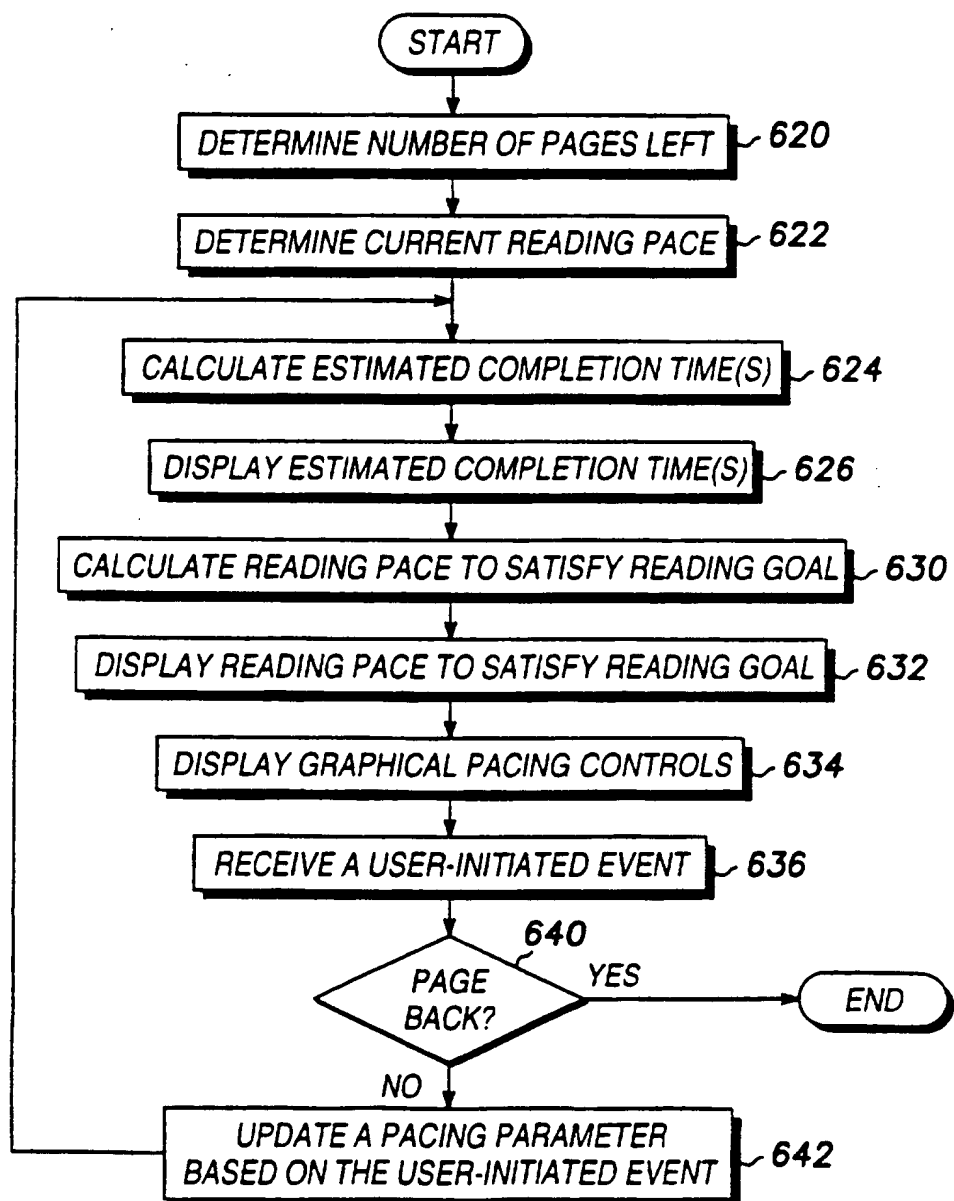 START
DETERMINE NUMBER OF PAGES LEFT
620
DETERMINE CURRENT READING PACE
622
CALCULATE ESTIMATED COMPLETION TIME(S)
624
DISPLAY ESTIMATED COMPLETION TIME(S)
626
CALCULATE READING PACE TO SATISFY READING GOAL
630
DISPLAY READING PACE TO SATISFY READING GOAL
632
DISPLAY GRAPHICAL PACING CONTROLS
634
RECEIVE A USER-INITIATED EVENT
636
640
PAGE
BACK?
YES
END
NO
UPDATE A PACING PARAMETER
BASED ON THE USER-INITIATED EVENT
642